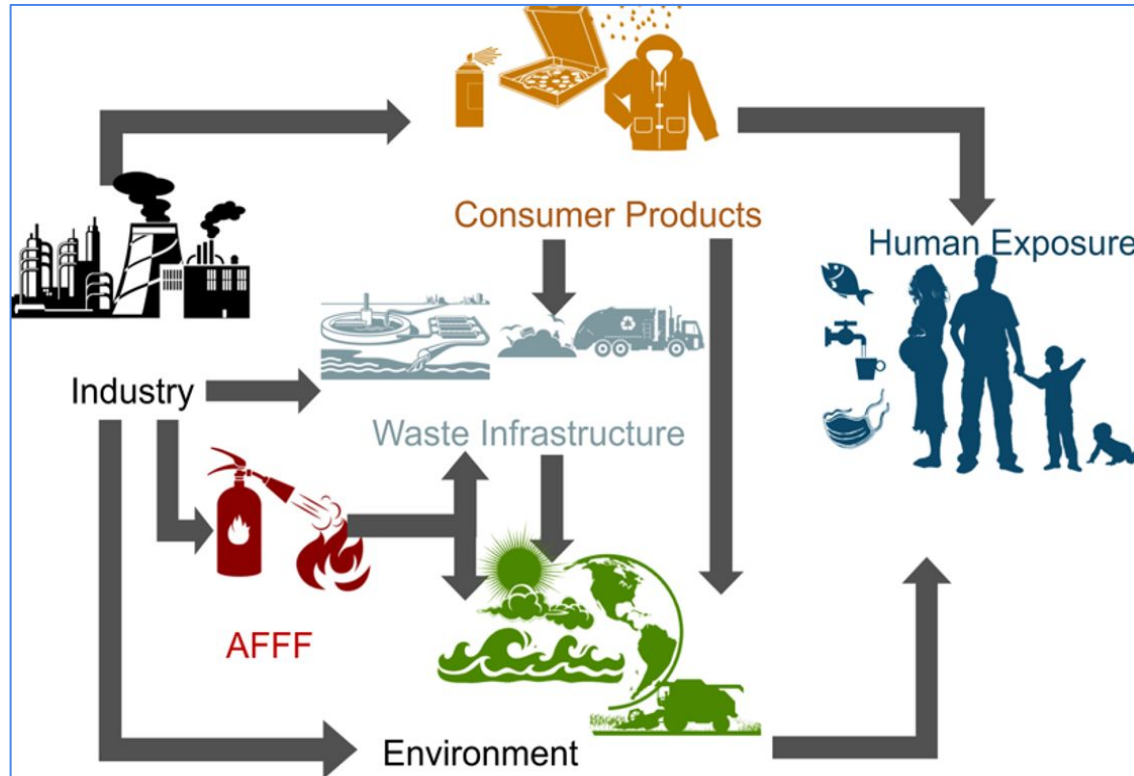 Consumer Products
Human Exposure
Industry
Waste Infrastructure
AFFF
Environment